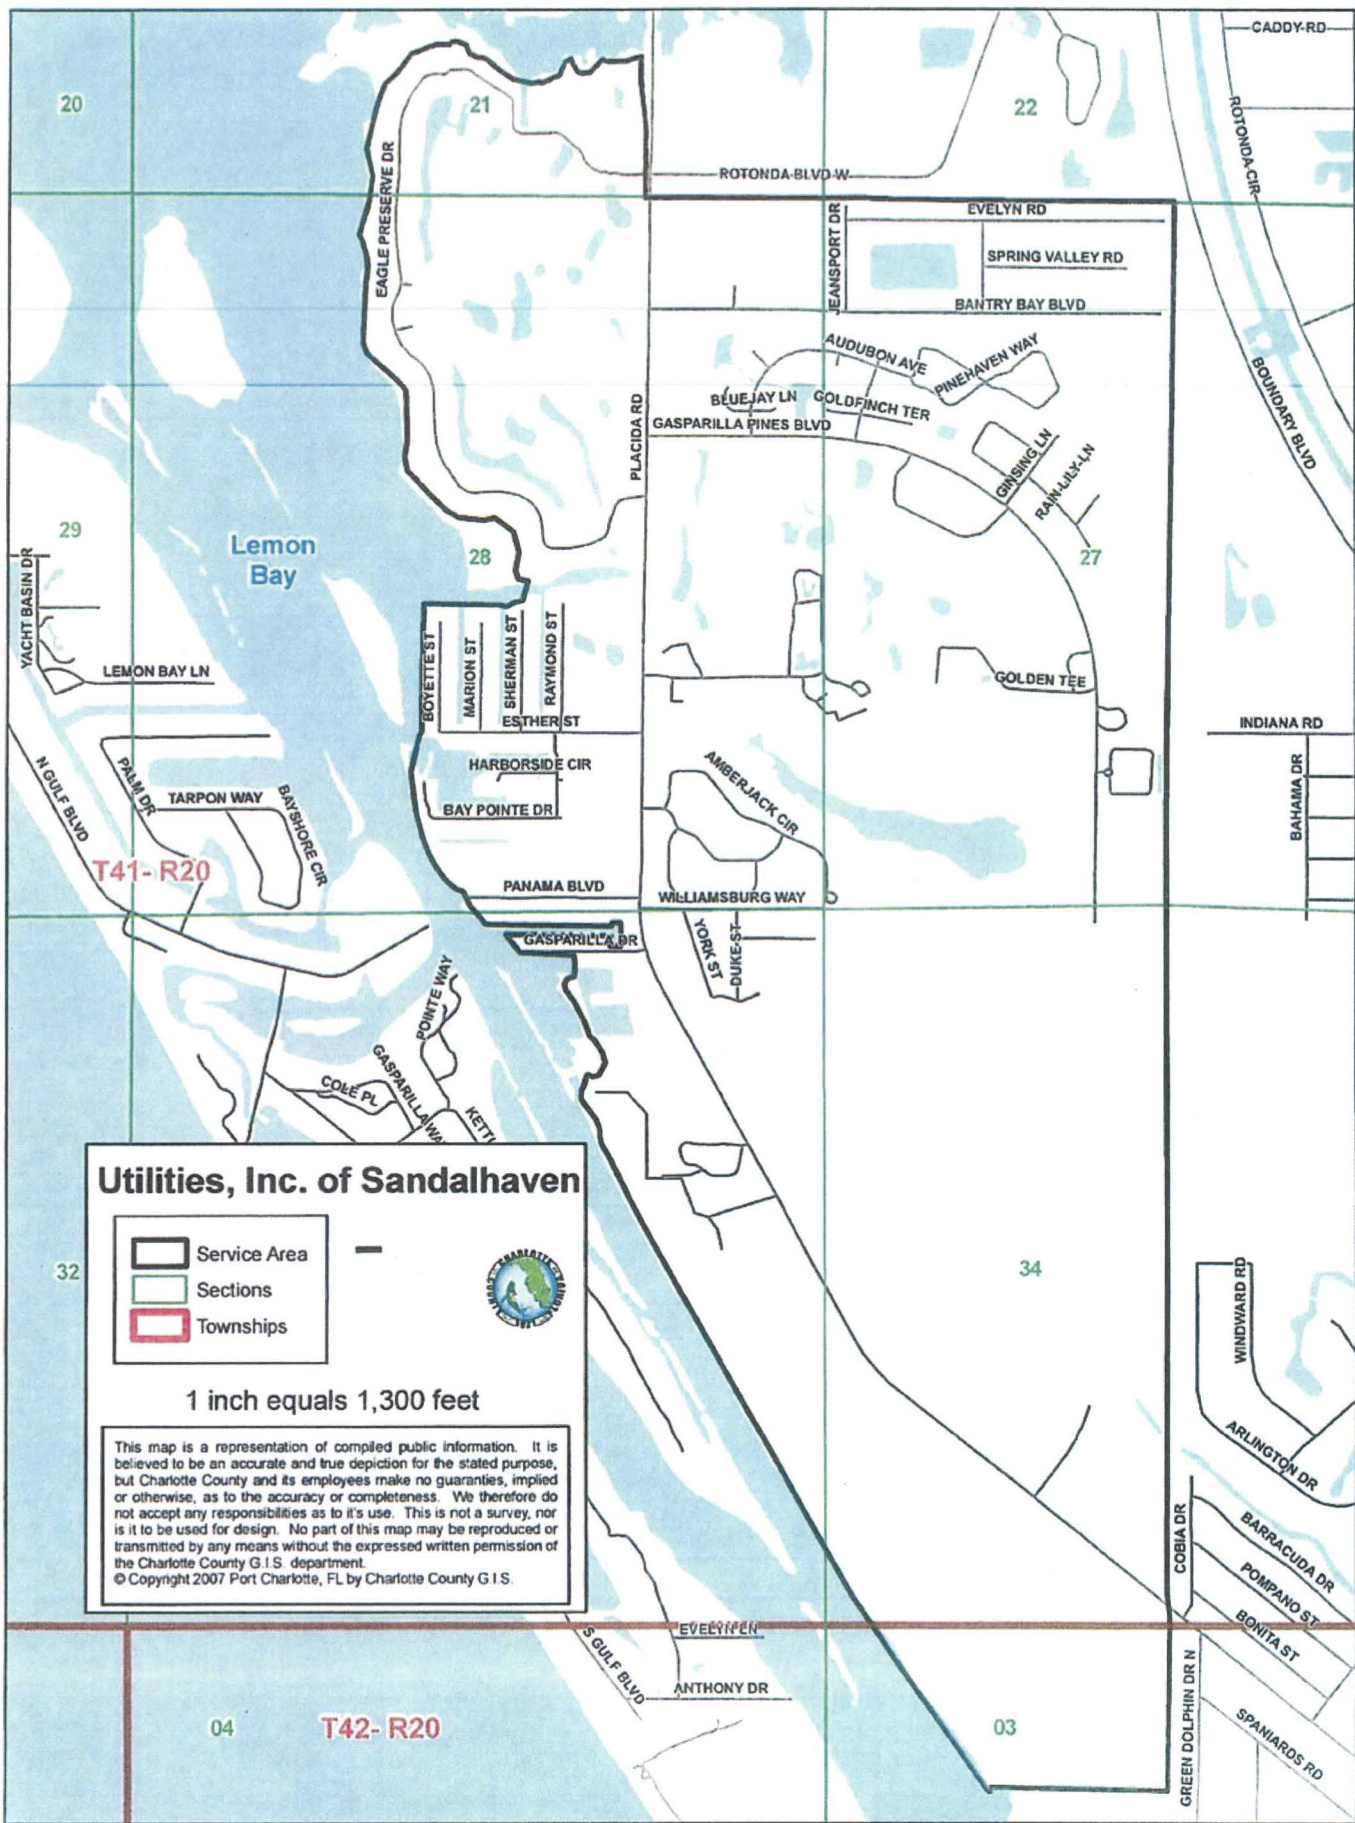 CADDY-RD
20
21
22
ROTONDA-CIR
EAGLE PRESERVE DR
ROTONDA-BLVD-W
JEANSPORT DR
EVELYN RD
SPRING VALLEY RD
BANTRY BAY BLVD
AUDUBON AVE
PINEHAVEN WAY
BOUNDARY BLVD
BLUEJAY LN
GOLDFINCH TER
PLACIDA RD
GASPARILLA PINES BLVD
GINSING LN
RAIN-LILY-LN
29
Lemon
Bay
28
27
YACHT BASIN DR
LEMON BAY LN
BOYETTE ST
MARION ST
SHERMAN ST
RAYMOND ST
GOLDEN TEE
ESTHER ST
INDIANA RD
N GULF BLVD
PALM DR
TARPON WAY
BAYSHORE CIR
HARBORSIDE CIR
AMBERJACK CIR
BAHAMA DR
BAY POINTE DR
T41- R20
PANAMA BLVD
WILLIAMSBURG WAY
GASPARILLA DR
YORK ST
DUKE-ST
POINTE WAY
GASPARILLA WA
COLE PL
KETT
Utilities, Inc. of Sandalhaven
Service Area
Sections
Townships
CHARLOTTE
COUNTY
FLORIDA
1921
1 inch equals 1,300 feet
This map is a representation of compiled public information. It is
believed to be an accurate and true depiction for the stated purpose,
but Charlotte County and its employees make no guaranties, implied
or otherwise, as to the accuracy or completeness. We therefore do
not accept any responsibilities as to it's use. This is not a survey, nor
is it to be used for design. No part of this map may be reproduced or
transmitted by any means without the expressed written permission of
the Charlotte County G.I.S. department.
© Copyright 2007 Port Charlotte, FL by Charlotte County G.I.S.
32
34
WINDWARD RD
ARLINGTON DR
COBIA DR
BARRACUDA DR
POMPANO ST
BONITA ST
EVELYN LN
S GULF BLVD
ANTHONY DR
GREEN DOLPHIN DR N
SPANIARDS RD
04
T42- R20
03